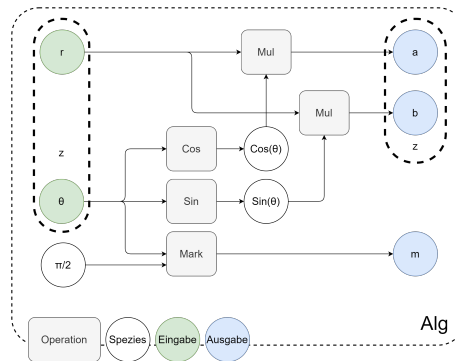 r
Mul
a
Mul
b
z
z
Cos
Cos(θ)
θ
Sin
Sin(θ)
π/2
Mark
m
Alg
Operation
Spezies
Eingabe
Ausgabe